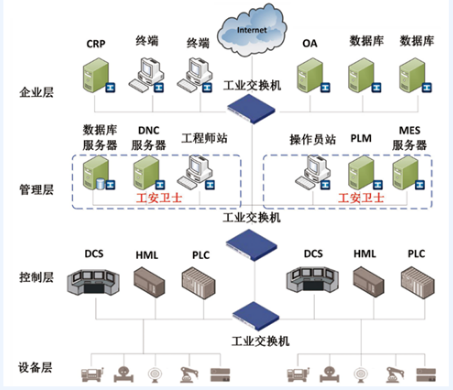 Internet
CRP
终端
终端
OA
数据库
数据库
企业层
工业交换机
数据库
服务器
DNC
服务器
工程师站
操作员站
PLM
MES
服务器
管理层
工安卫士
工安卫士
工业交换机
DCS
HML
PLC
DCS
HML
PLC
控制层
工业交换机
设备层